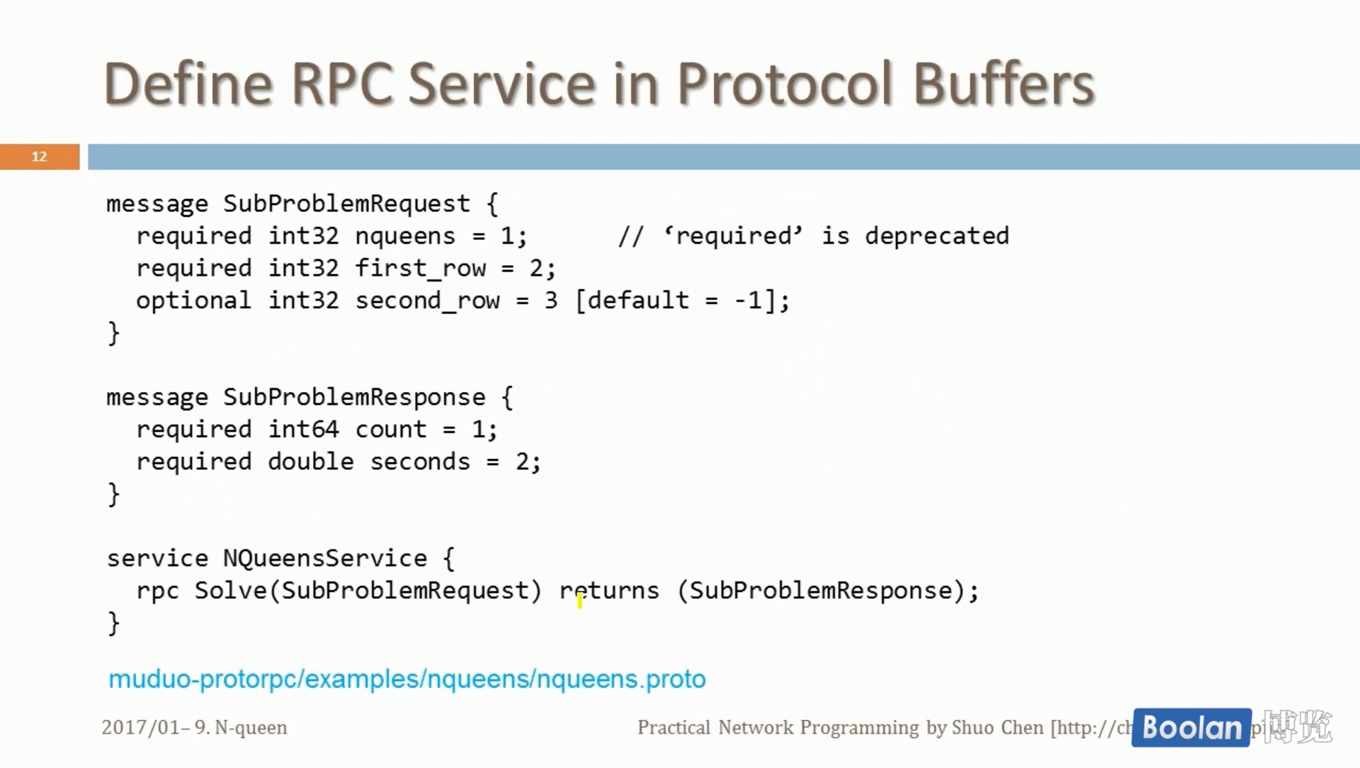 Define RPC Service in Protocol Buffers
12
message SubProblemRequest {
  required int32 nqueens = 1;      // ‘required’ is deprecated
  required int32 first_row = 2;
  optional int32 second_row = 3 [default = -1];
}
message SubProblemResponse {
  required int64 count = 1;
  required double seconds = 2;
}
service NQueensService {
  rpc Solve(SubProblemRequest) returns (SubProblemResponse);
}
muduo-protorpc/examples/nqueens/nqueens.proto
2017/01– 9. N-queen
Practical Network Programming by Shuo Chen [http://ch
Boolan 博览